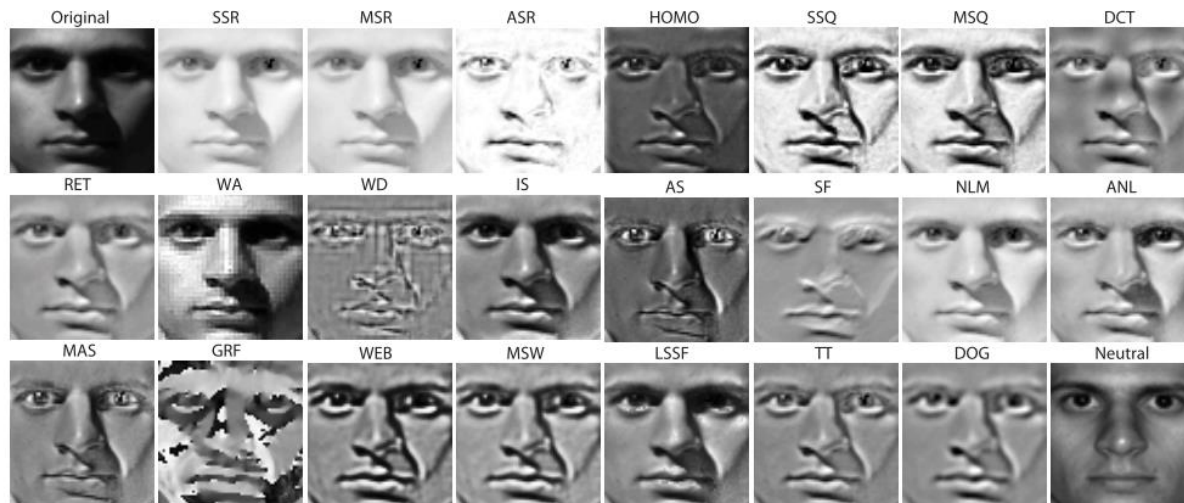 Original SSR MSR ASR HOMO SSQ MSQ DCT
RET WA WD IS AS SF NLM ANL
MAS GRF WEB MSW LSSF TT DOG Neutral